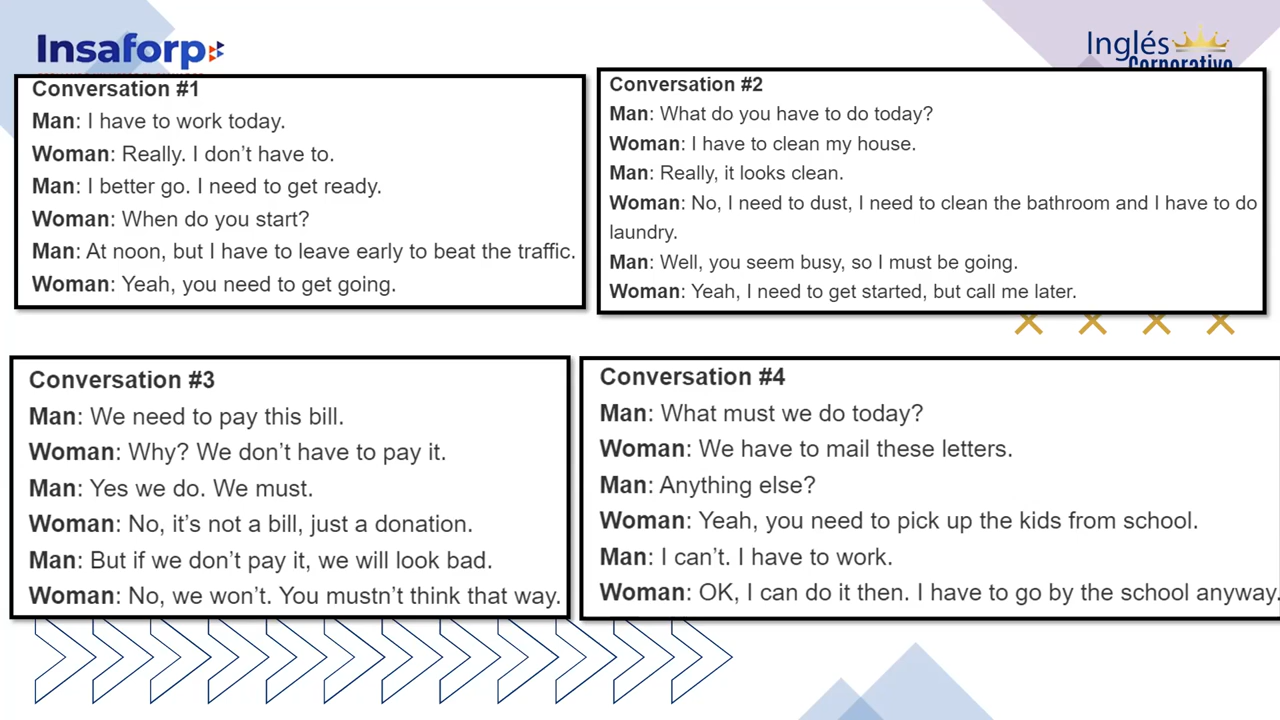 Insaforp
Inglés
Corporativo
Conversation #1
Man: I have to work today.
Woman: Really. I don’t have to.
Man: I better go. I need to get ready.
Woman: When do you start?
Man: At noon, but I have to leave early to beat the traffic.
Woman: Yeah, you need to get going.
Conversation #2
Man: What do you have to do today?
Woman: I have to clean my house.
Man: Really, it looks clean.
Woman: No, I need to dust, I need to clean the bathroom and I have to do
laundry.
Man: Well, you seem busy, so I must be going.
Woman: Yeah, I need to get started, but call me later.
Conversation #3
Man: We need to pay this bill.
Woman: Why? We don’t have to pay it.
Man: Yes we do. We must.
Woman: No, it’s not a bill, just a donation.
Man: But if we don’t pay it, we will look bad.
Woman: No, we won’t. You mustn’t think that way.
Conversation #4
Man: What must we do today?
Woman: We have to mail these letters.
Man: Anything else?
Woman: Yeah, you need to pick up the kids from school.
Man: I can’t. I have to work.
Woman: OK, I can do it then. I have to go by the school anyway.